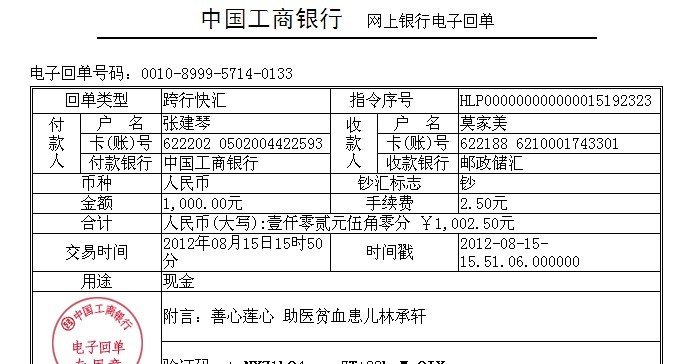 中国工商银行 网上银行电子回单
电子回单号码：0010-8999-5714-0133
回单类型 跨行快汇 指令序号 HLP000000000000015192323
付款人 户 名 张建琴 收款人 户 名 莫家美
卡(账)号 622202 0502004422593 卡(账)号 622188 6210001743301
付款银行 中国工商银行 收款银行 邮政储汇
币种 人民币 钞汇标志 钞
金额 1,000.00元 手续费 2.50元
合计 人民币(大写):壹仟零贰元伍角零分 ￥1,002.50元
交易时间 2012年08月15日15时50分 时间戳 2012-08-15-15.51.06.000000
用途 现金
中国工商银行
电子回单
附言：善心莲心 助医贫血患儿林承轩
验证码：